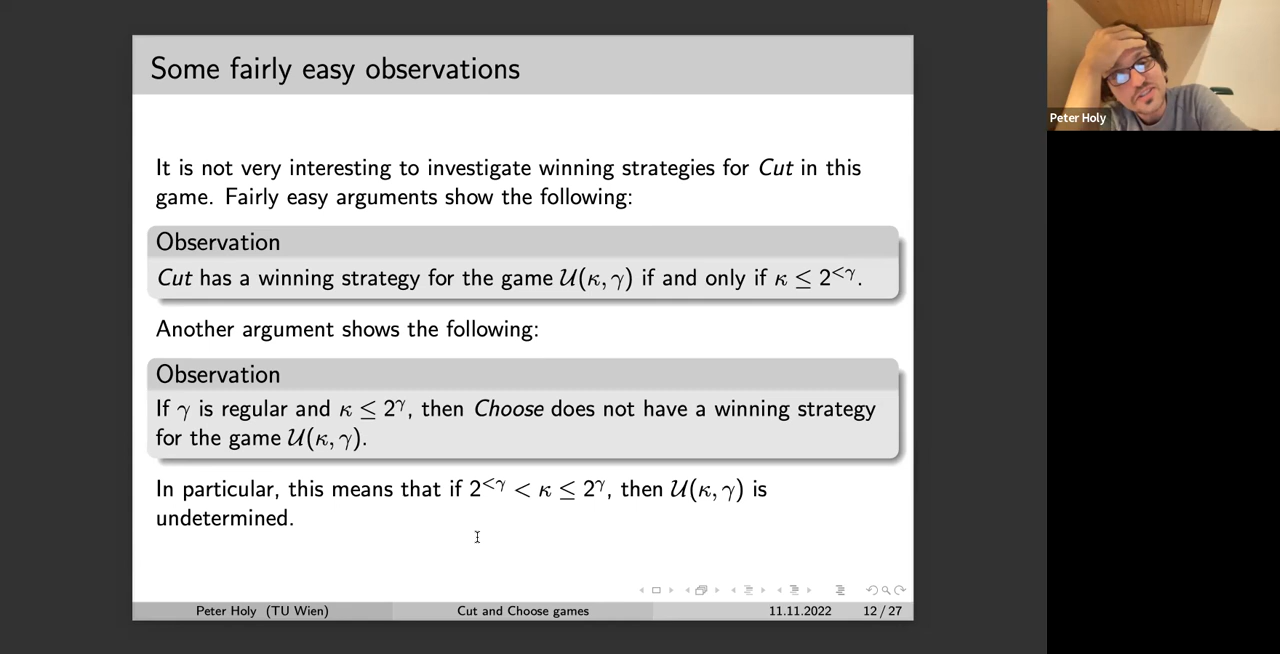 Some fairly easy observations
Peter Holy
It is not very interesting to investigate winning strategies for Cut in this
game. Fairly easy arguments show the following:
Observation
Cut has a winning strategy for the game 𝒰(κ, γ) if and only if κ ≤ 2^{<γ}.
Another argument shows the following:
Observation
If γ is regular and κ ≤ 2^γ, then Choose does not have a winning strategy
for the game 𝒰(κ, γ).
In particular, this means that if 2^{<γ} < κ ≤ 2^γ, then 𝒰(κ, γ) is
undetermined.
Peter Holy (TU Wien)
Cut and Choose games
11.11.2022
12 / 27